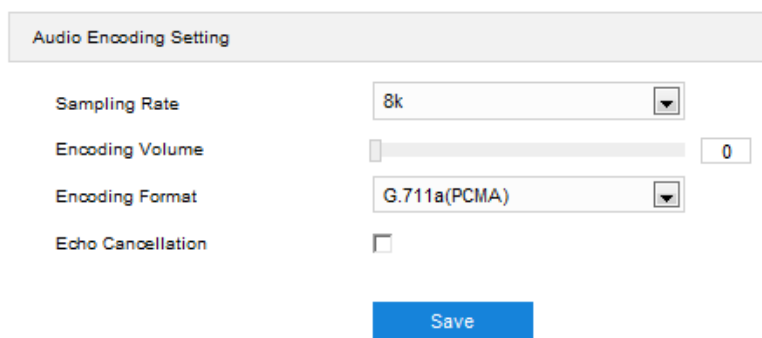 Audio Encoding Setting
Sampling Rate 8k
Encoding Volume 0
Encoding Format G.711a(PCMA)
Echo Cancellation
Save